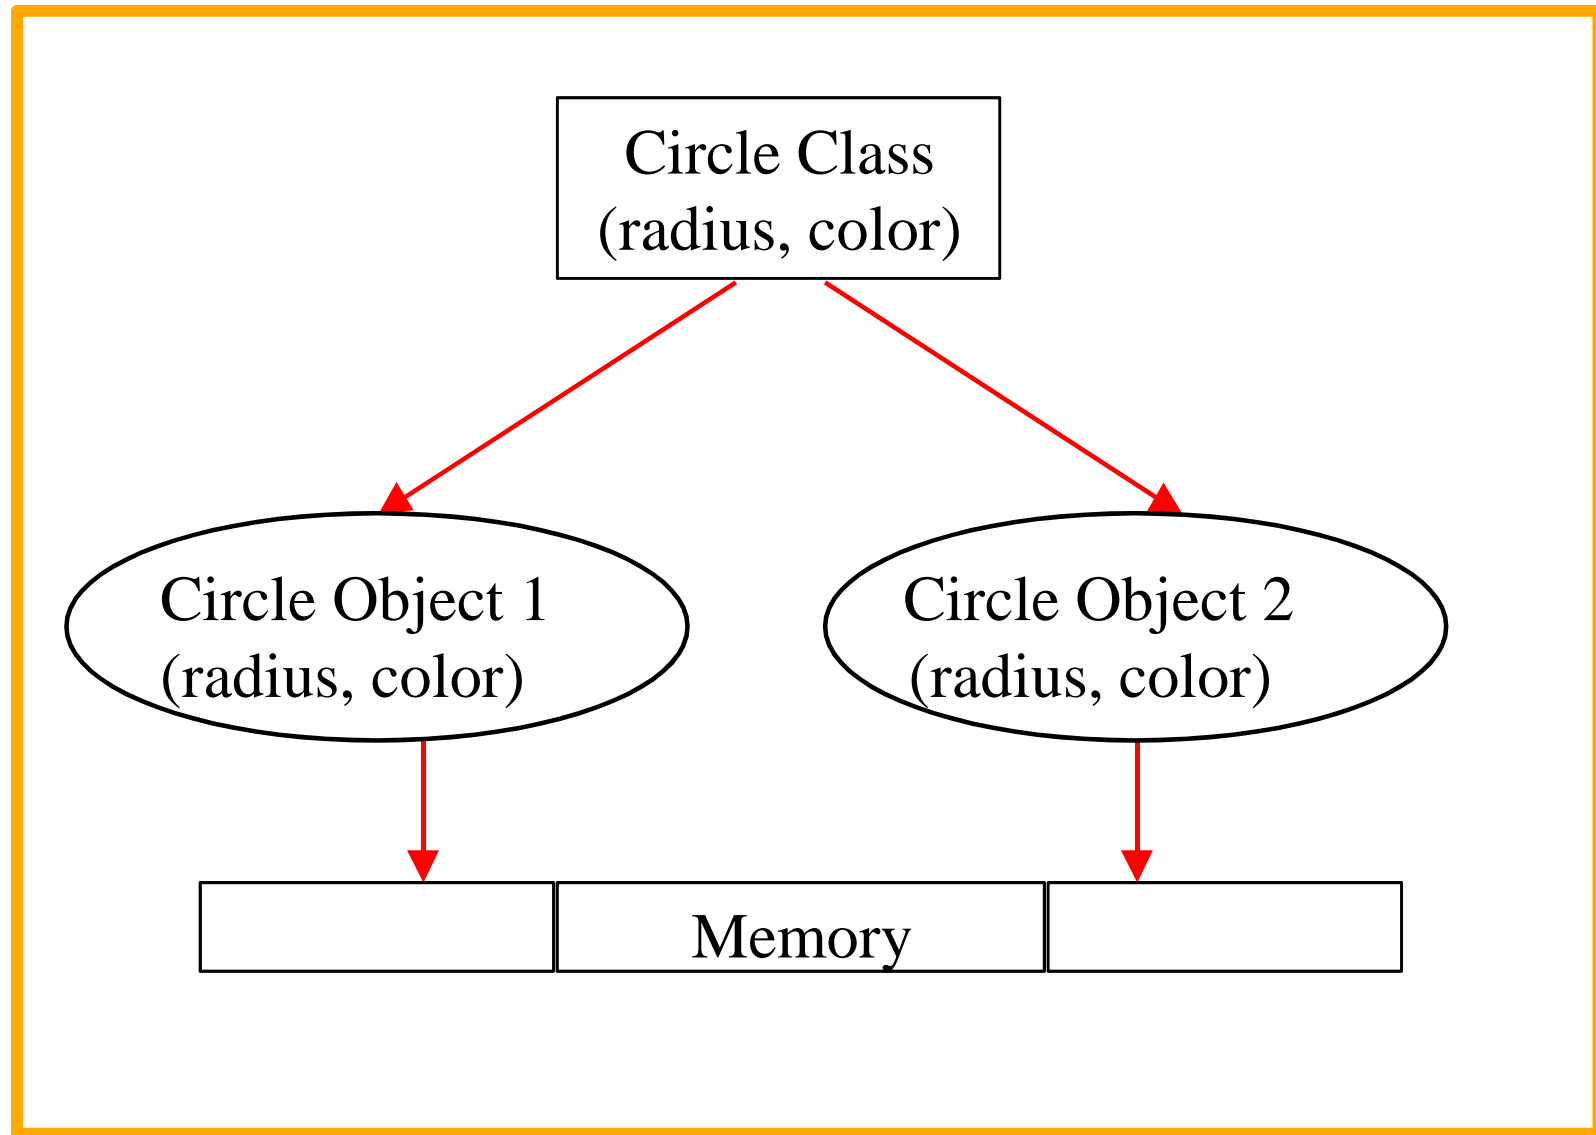 Circle Class
(radius, color)
Circle Object 1
(radius, color)
Circle Object 2
(radius, color)
Memory